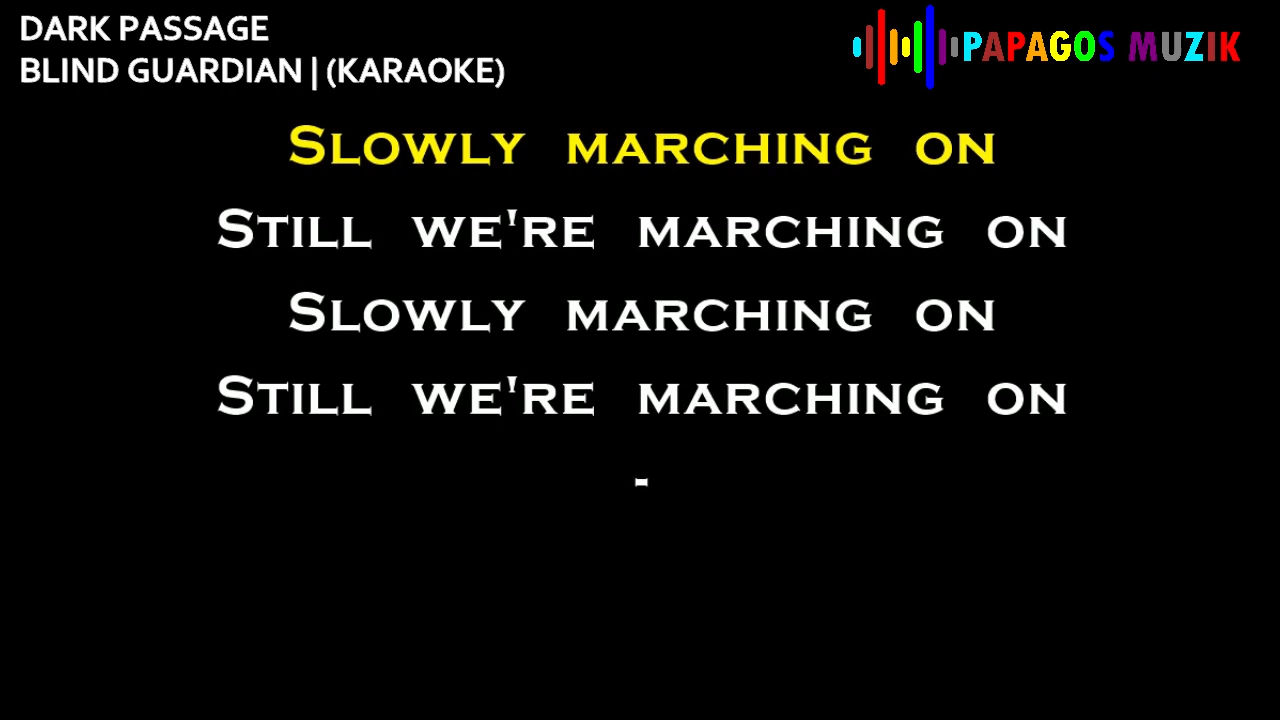 DARK PASSAGE
BLIND GUARDIAN | (KARAOKE)
PAPAGOS MUZIK
Slowly marching on
Still we're marching on
Slowly marching on
Still we're marching on
-